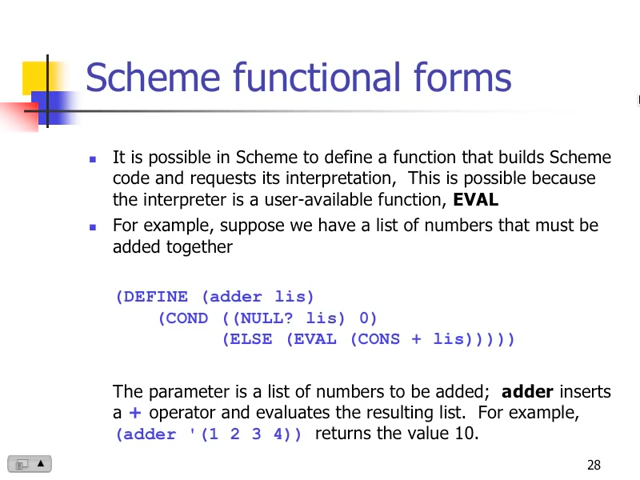 Scheme functional forms
It is possible in Scheme to define a function that builds Scheme
code and requests its interpretation,  This is possible because
the interpreter is a user-available function, EVAL
For example, suppose we have a list of numbers that must be
added together
(DEFINE (adder lis)
(COND ((NULL? lis) 0)
(ELSE (EVAL (CONS + lis)))))
The parameter is a list of numbers to be added;  adder inserts
a + operator and evaluates the resulting list.  For example,
(adder '(1 2 3 4))  returns the value 10.
28